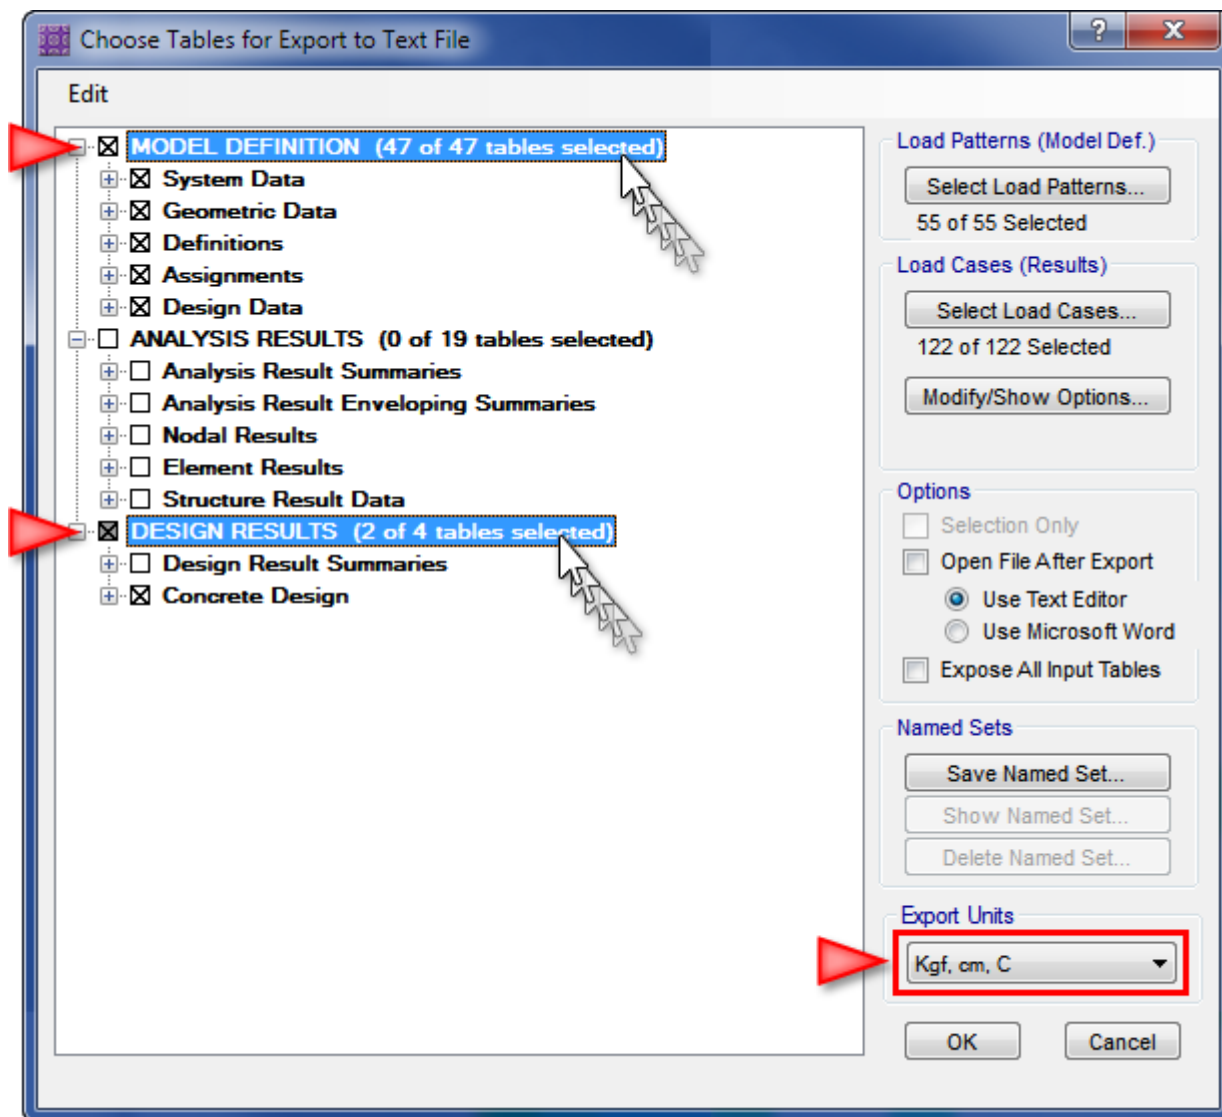 Choose Tables for Export to Text File
?
X
Edit
MODEL DEFINITION (47 of 47 tables selected)
System Data
Geometric Data
Definitions
Assignments
Design Data
ANALYSIS RESULTS (0 of 19 tables selected)
Analysis Result Summaries
Analysis Result Enveloping Summaries
Nodal Results
Element Results
Structure Result Data
DESIGN RESULTS (2 of 4 tables selected)
Design Result Summaries
Concrete Design
Load Patterns (Model Def.)
Select Load Patterns...
55 of 55 Selected
Load Cases (Results)
Select Load Cases...
122 of 122 Selected
Modify/Show Options...
Options
Selection Only
Open File After Export
Use Text Editor
Use Microsoft Word
Expose All Input Tables
Named Sets
Save Named Set...
Show Named Set...
Delete Named Set...
Export Units
Kgf, cm, C
OK
Cancel